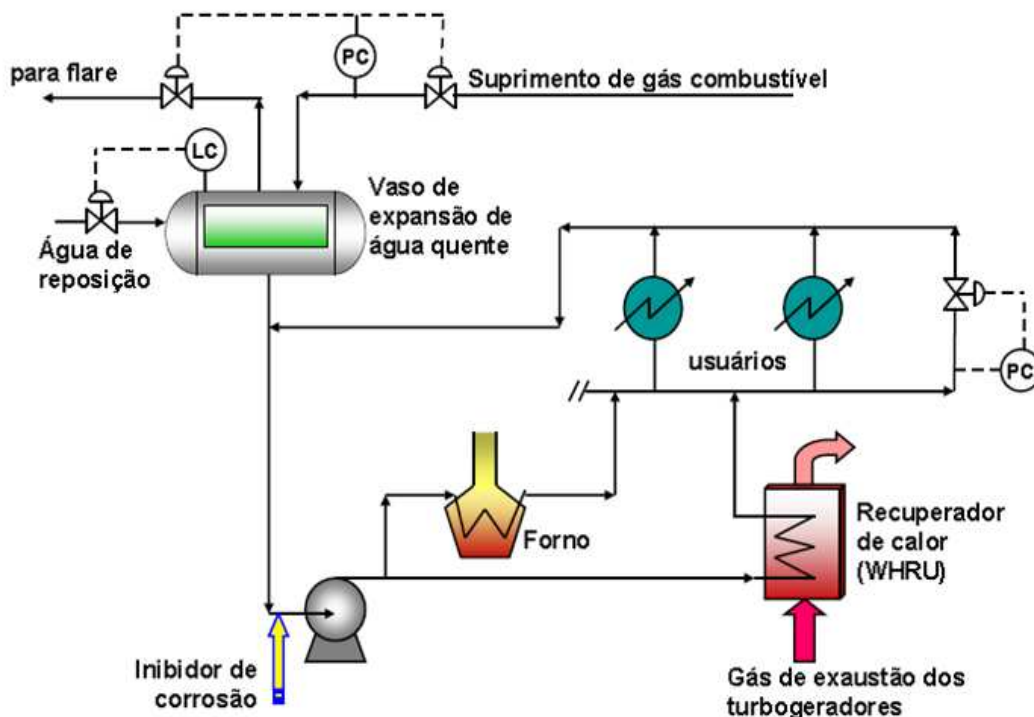 para flare
PC
Suprimento de gás combustível
LC
Vaso de
expansão de
água quente
Água de
reposição
usuários
PC
Forno
Recuperador
de calor
(WHRU)
Inibidor de
corrosão
Gás de exaustão dos
turbogeradores